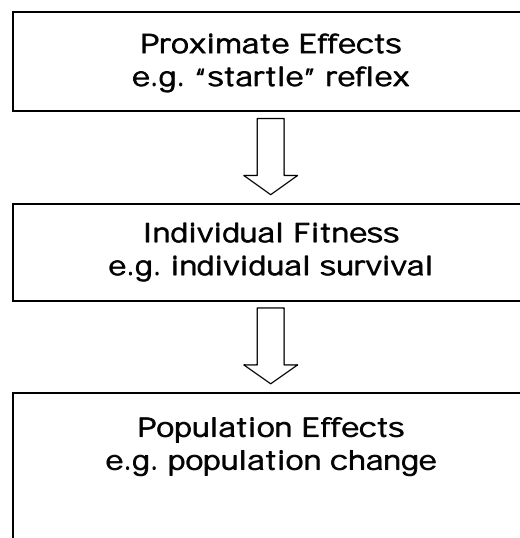 Proximate Effects
e.g. “startle” reflex
Individual Fitness
e.g. individual survival
Population Effects
e.g. population change